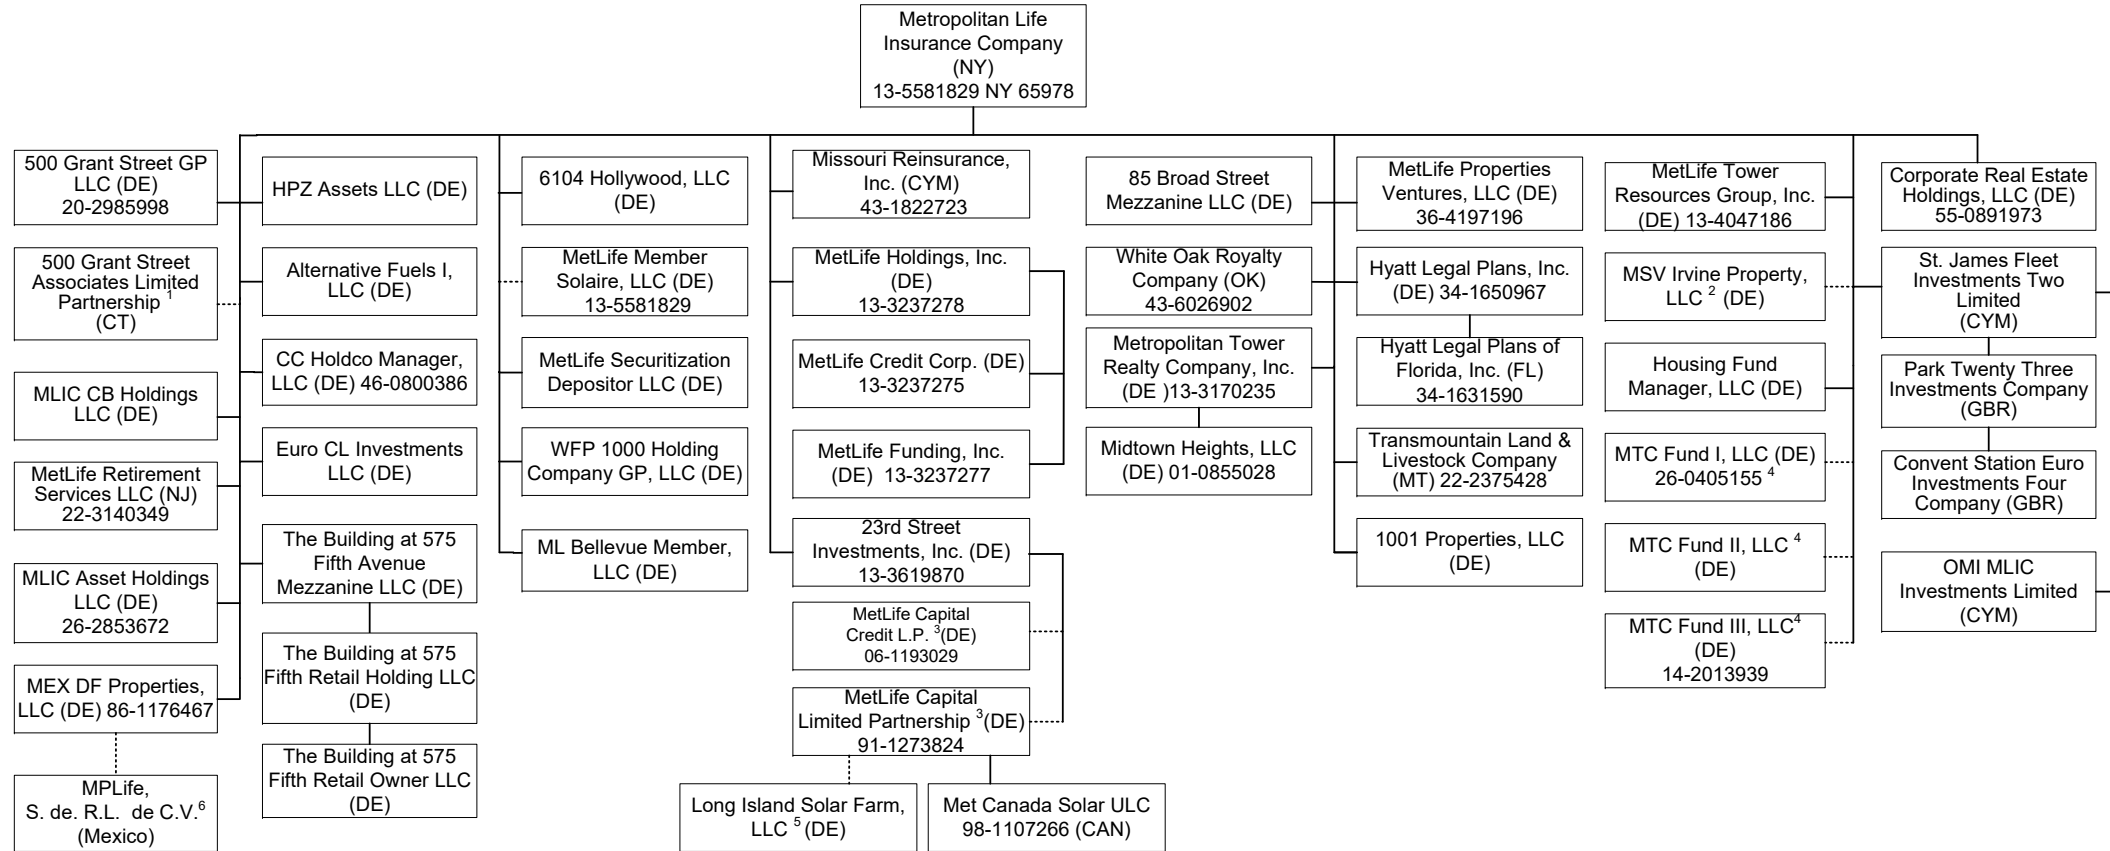 Metropolitan Life
Insurance Company
(NY)
13-5581829 NY 65978
500 Grant Street GP
LLC (DE)
20-2985998
500 Grant Street
Associates Limited
Partnership 1
(CT)
MLIC CB Holdings
LLC (DE)
MetLife Retirement
Services LLC (NJ)
22-3140349
MLIC Asset Holdings
LLC (DE)
26-2853672
MEX DF Properties,
LLC (DE) 86-1176467
MPLife,
S. de. R.L. de C.V.6
(Mexico)
HPZ Assets LLC (DE)
Alternative Fuels I,
LLC (DE)
CC Holdco Manager,
LLC (DE) 46-0800386
Euro CL Investments
LLC (DE)
The Building at 575
Fifth Avenue
Mezzanine LLC (DE)
The Building at 575
Fifth Retail Holding LLC
(DE)
The Building at 575
Fifth Retail Owner LLC
(DE)
6104 Hollywood, LLC
(DE)
MetLife Member
Solaire, LLC (DE)
13-5581829
MetLife Securitization
Depositor LLC (DE)
WFP 1000 Holding
Company GP, LLC (DE)
ML Bellevue Member,
LLC (DE)
Missouri Reinsurance,
Inc. (CYM)
43-1822723
MetLife Holdings, Inc.
(DE)
13-3237278
MetLife Credit Corp. (DE)
13-3237275
MetLife Funding, Inc.
(DE) 13-3237277
23rd Street
Investments, Inc. (DE)
13-3619870
MetLife Capital
Credit L.P. 3(DE)
06-1193029
MetLife Capital
Limited Partnership 3(DE)
91-1273824
Long Island Solar Farm,
LLC 5 (DE)
Met Canada Solar ULC
98-1107266 (CAN)
85 Broad Street
Mezzanine LLC (DE)
White Oak Royalty
Company (OK)
43-6026902
Metropolitan Tower
Realty Company, Inc.
(DE )13-3170235
Midtown Heights, LLC
(DE) 01-0855028
MetLife Properties
Ventures, LLC (DE)
36-4197196
Hyatt Legal Plans, Inc.
(DE) 34-1650967
Hyatt Legal Plans of
Florida, Inc. (FL)
34-1631590
Transmountain Land &
Livestock Company
(MT) 22-2375428
1001 Properties, LLC
(DE)
MetLife Tower
Resources Group, Inc.
(DE) 13-4047186
MSV Irvine Property,
LLC 2 (DE)
Housing Fund
Manager, LLC (DE)
MTC Fund I, LLC (DE)
26-0405155 4
MTC Fund II, LLC 4
(DE)
MTC Fund III, LLC4
(DE)
14-2013939
Corporate Real Estate
Holdings, LLC (DE)
55-0891973
St. James Fleet
Investments Two
Limited
(CYM)
Park Twenty Three
Investments Company
(GBR)
Convent Station Euro
Investments Four
Company (GBR)
OMI MLIC
Investments Limited
(CYM)